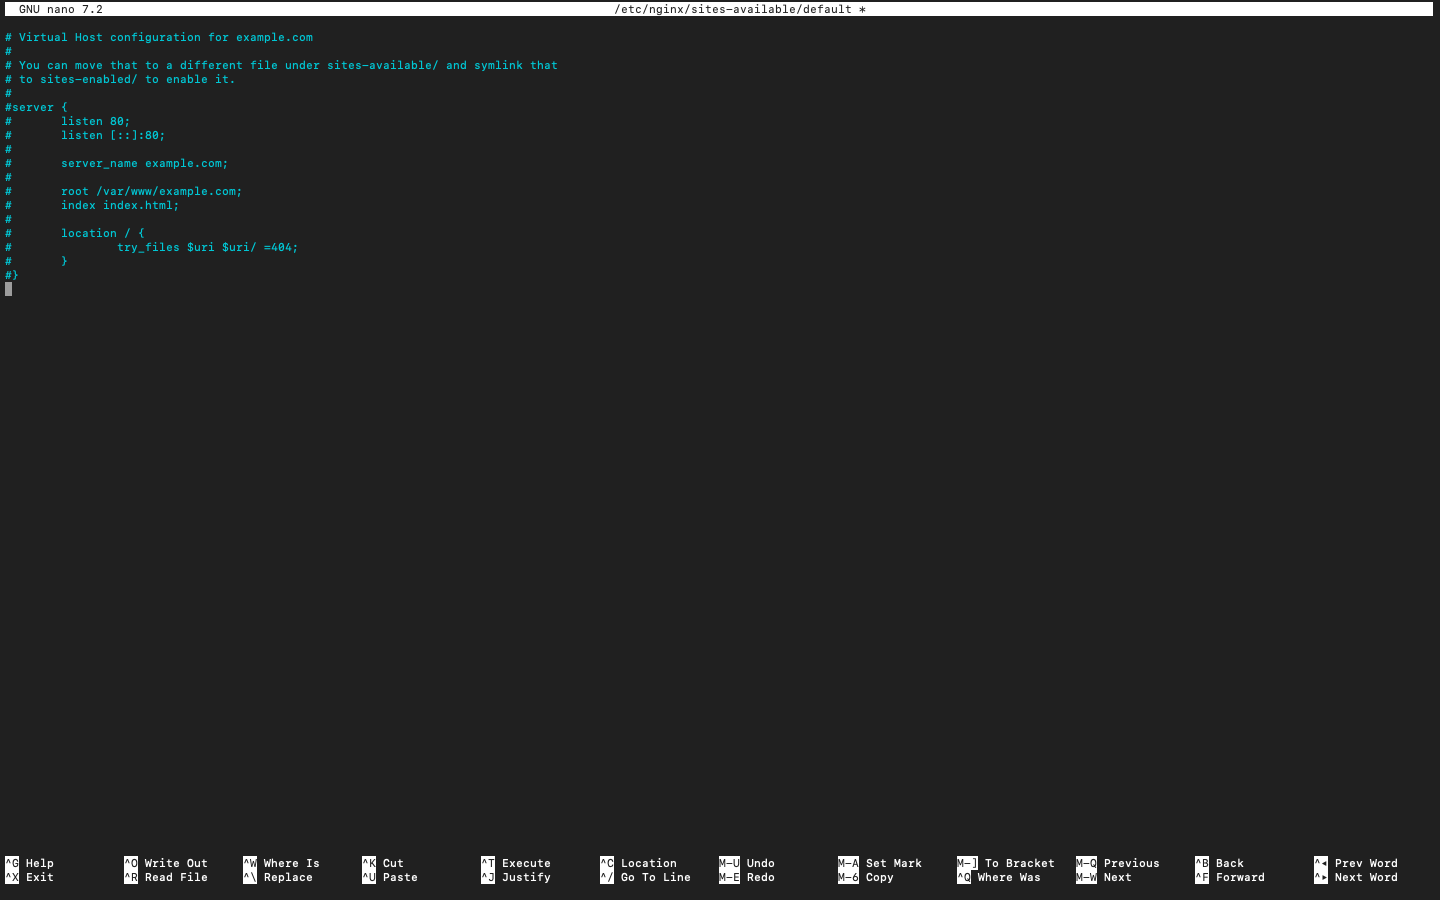 GNU nano 7.2 /etc/nginx/sites-available/default *
# Virtual Host configuration for example.com
#
# You can move that to a different file under sites-available/ and symlink that
# to sites-enabled/ to enable it.
#
#server {
#       listen 80;
#       listen [::]:80;
#
#       server_name example.com;
#
#       root /var/www/example.com;
#       index index.html;
#
#       location / {
#               try_files $uri $uri/ =404;
#       }
#}
^G Help ^O Write Out ^W Where Is ^K Cut ^T Execute ^C Location M-U Undo M-A Set Mark M-] To Bracket M-Q Previous ^B Back ^◂ Prev Word
^X Exit ^R Read File ^\ Replace ^U Paste ^J Justify ^/ Go To Line M-E Redo M-6 Copy ^Q Where Was M-W Next ^F Forward ^▸ Next Word